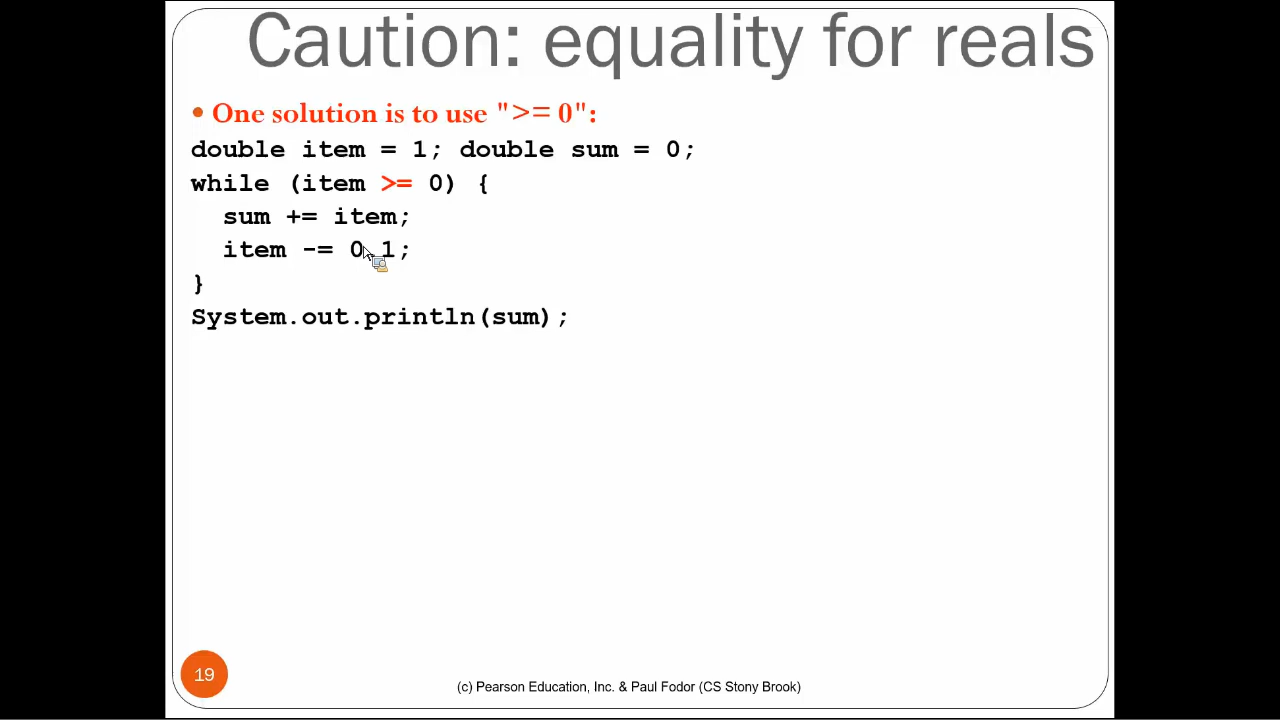 Caution: equality for reals
• One solution is to use ">= 0":
double item = 1; double sum = 0;
while (item >= 0) {
sum += item;
item -= 0.1;
}
System.out.println(sum);
19
(c) Pearson Education, Inc. & Paul Fodor (CS Stony Brook)